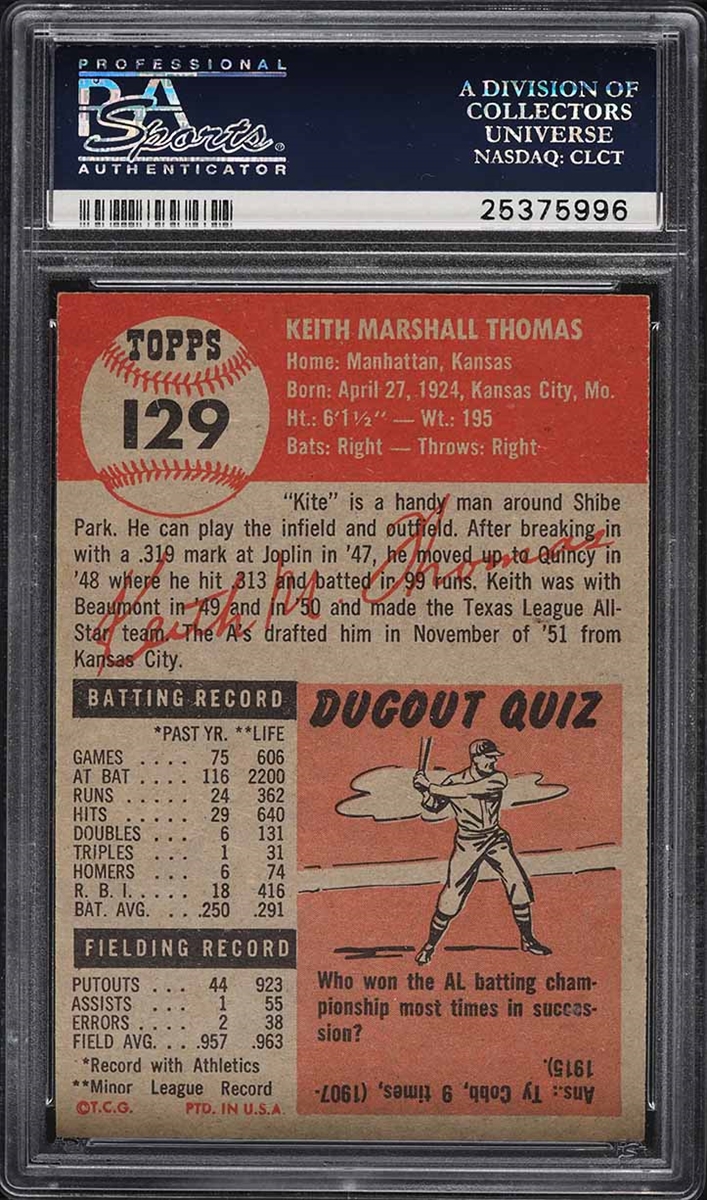 PROFESSIONAL
PSA
Sports®
AUTHENTICATOR
A DIVISION OF
COLLECTORS
UNIVERSE
NASDAQ: CLCT
25375996
TOPPS
129
KEITH MARSHALL THOMAS
Home: Manhattan, Kansas
Born: April 27, 1924, Kansas City, Mo.
Ht.: 6'1½" — Wt.: 195
Bats: Right — Throws: Right
"Kite" is a handy man around Shibe
Park. He can play the infield and outfield. After breaking in
with a .319 mark at Joplin in '47, he moved up to Quincy in
'48 where he hit .313 and batted in 99 runs. Keith was with
Beaumont in '49 and in '50 and made the Texas League All-
Star team. The A's drafted him in November of '51 from
Kansas City.
Keith M. Thomas
BATTING RECORD
*PAST YR. **LIFE
GAMES .... 75 606
AT BAT .... 116 2200
RUNS ..... 24 362
HITS ..... 29 640
DOUBLES .. 6 131
TRIPLES ... 1 31
HOMERS .. 6 74
R. B. I. .... 18 416
BAT. AVG. . . .250 .291
FIELDING RECORD
PUTOUTS .. 44 923
ASSISTS ... 1 55
ERRORS ... 2 38
FIELD AVG. .. .957 .963
*Record with Athletics
**Minor League Record
©T.C.G. PTD. IN U.S.A.
DUGOUT QUIZ
Who won the AL batting cham-
pionship most times in succes-
sion?
Ans.: Ty Cobb, 9 times, (1907-
1915).